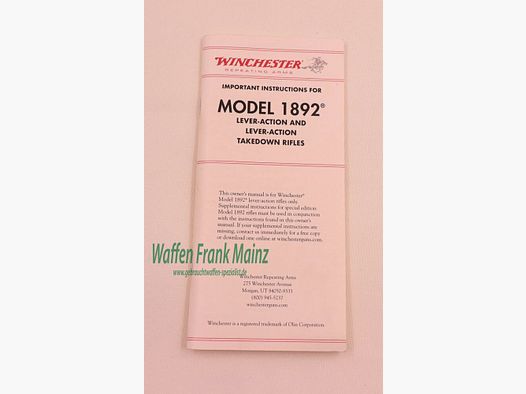 WINCHESTER
REPEATING ARMS
IMPORTANT INSTRUCTIONS FOR
MODEL 1892®
LEVER-ACTION AND
LEVER-ACTION
TAKEDOWN RIFLES
This owner's manual is for Winchester®
Model 1892® lever-action rifles only.
Supplemental instructions for special edition
Model 1892 rifles must be used in conjunction
with the instructions found in this owner's
manual. If your supplemental instructions are
missing, contact us immediately for a free copy
or download one online at winchesterguns.com.
Waffen Frank Mainz
www.gebrauchtwaffen-spezialist.de
Winchester Repeating Arms
275 Winchester Avenue
Morgan, UT 84050-9333
(800) 945-5237
winchesterguns.com
Winchester is a registered trademark of Olin Corporation.